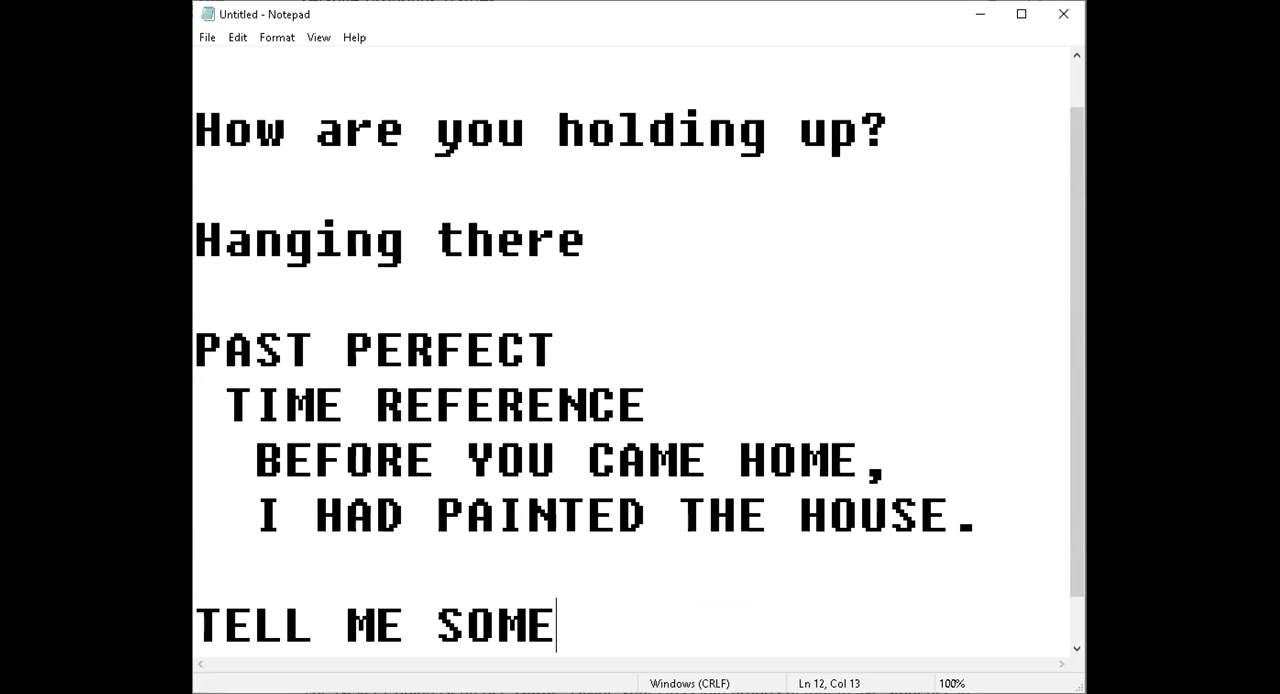 Untitled - Notepad
File Edit Format View Help
How are you holding up?
Hanging there
PAST PERFECT
TIME REFERENCE
BEFORE YOU CAME HOME,
I HAD PAINTED THE HOUSE.
TELL ME SOME
Windows (CRLF) Ln 12, Col 13 100%